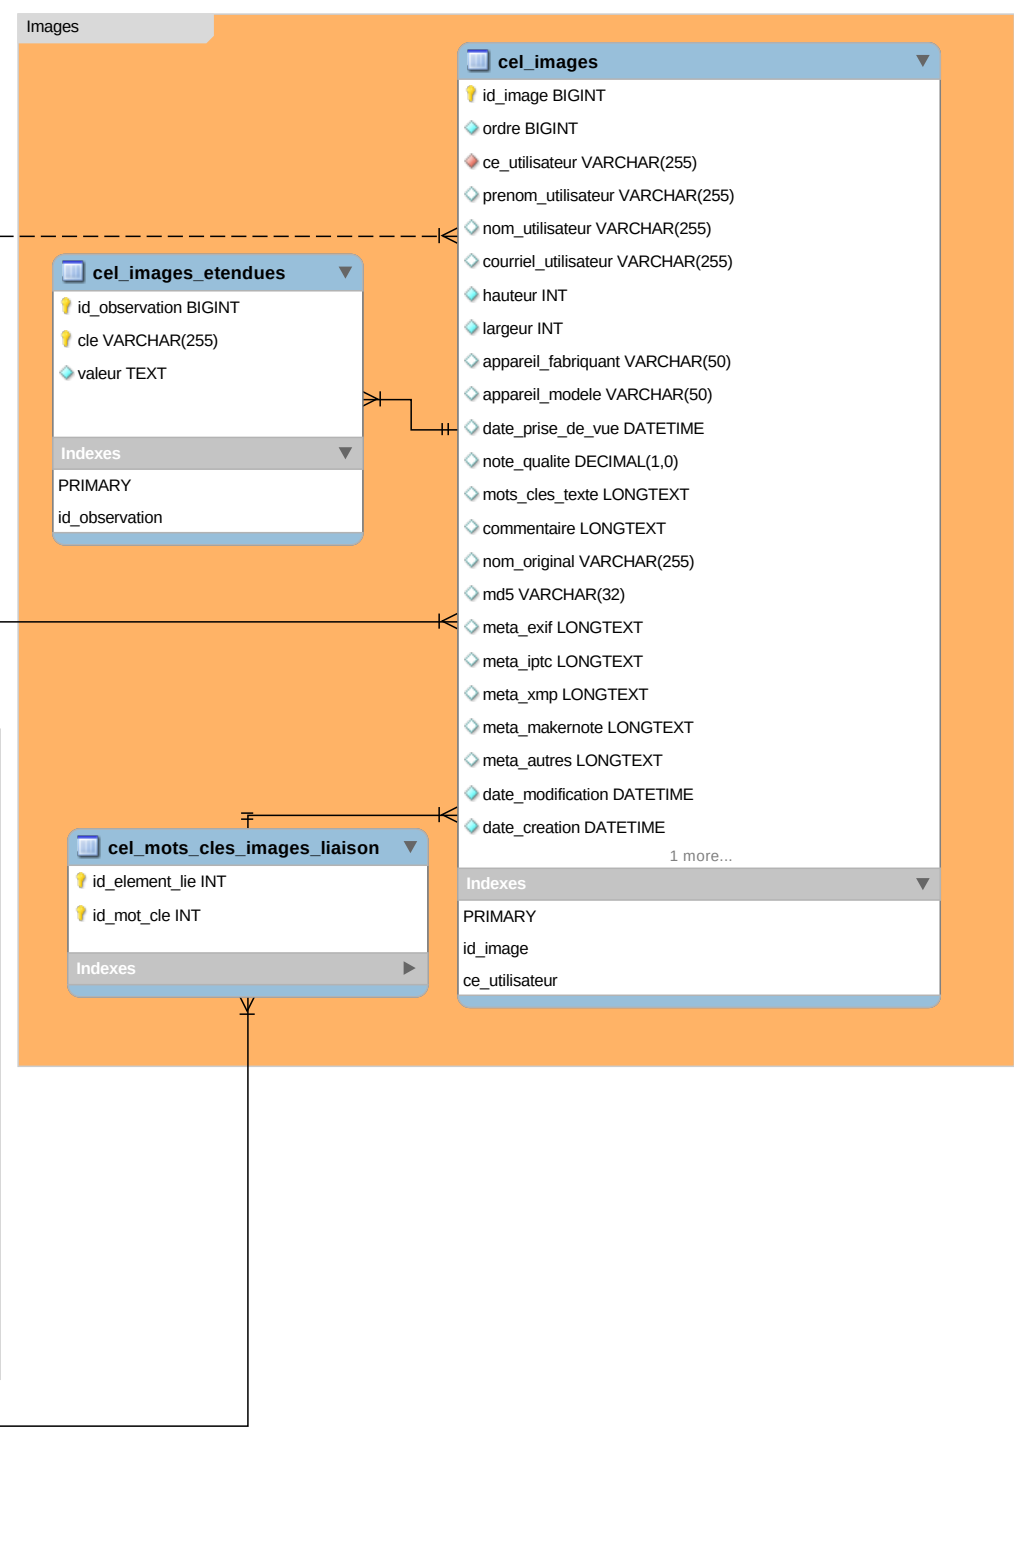 Images
cel_images
id_image BIGINT
ordre BIGINT
ce_utilisateur VARCHAR(255)
prenom_utilisateur VARCHAR(255)
nom_utilisateur VARCHAR(255)
courriel_utilisateur VARCHAR(255)
hauteur INT
largeur INT
appareil_fabriquant VARCHAR(50)
appareil_modele VARCHAR(50)
date_prise_de_vue DATETIME
note_qualite DECIMAL(1,0)
mots_cles_texte LONGTEXT
commentaire LONGTEXT
nom_original VARCHAR(255)
md5 VARCHAR(32)
meta_exif LONGTEXT
meta_iptc LONGTEXT
meta_xmp LONGTEXT
meta_makernote LONGTEXT
meta_autres LONGTEXT
date_modification DATETIME
date_creation DATETIME
1 more...
Indexes
PRIMARY
id_image
ce_utilisateur
cel_images_etendues
id_observation BIGINT
cle VARCHAR(255)
valeur TEXT
Indexes
PRIMARY
id_observation
cel_mots_cles_images_liaison
id_element_lie INT
id_mot_cle INT
Indexes